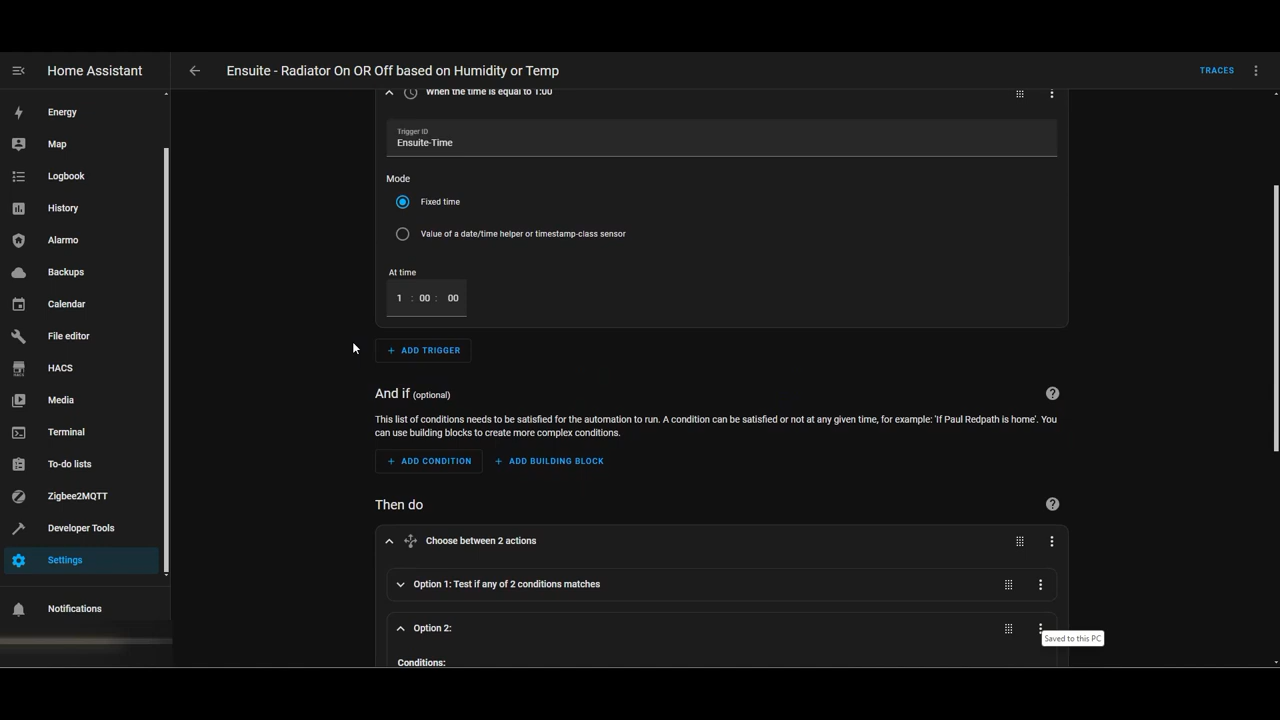 Home Assistant
Ensuite - Radiator On OR Off based on Humidity or Temp
TRACES
Energy
Map
Logbook
History
Alarmo
Backups
Calendar
File editor
HACS
Media
Terminal
To-do lists
Zigbee2MQTT
Developer Tools
Settings
Notifications
When the time is equal to 1:00
Trigger ID
Ensuite-Time
Mode
Fixed time
Value of a date/time helper or timestamp-class sensor
At time
1 : 00 : 00
+ ADD TRIGGER
And if (optional)
This list of conditions needs to be satisfied for the automation to run. A condition can be satisfied or not at any given time, for example: 'If Paul Redpath is home'. You
can use building blocks to create more complex conditions.
+ ADD CONDITION + ADD BUILDING BLOCK
Then do
Choose between 2 actions
Option 1: Test if any of 2 conditions matches
Option 2:
Saved to this PC
Conditions: